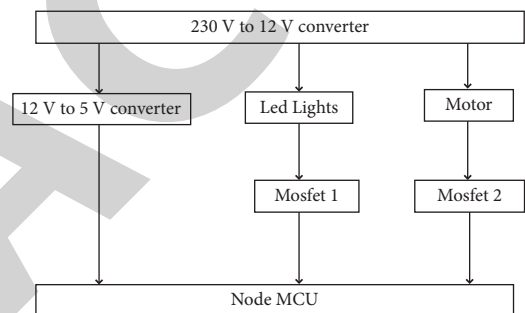 230 V to 12 V converter
12 V to 5 V converter
Led Lights
Motor
Mosfet 1
Mosfet 2
Node MCU